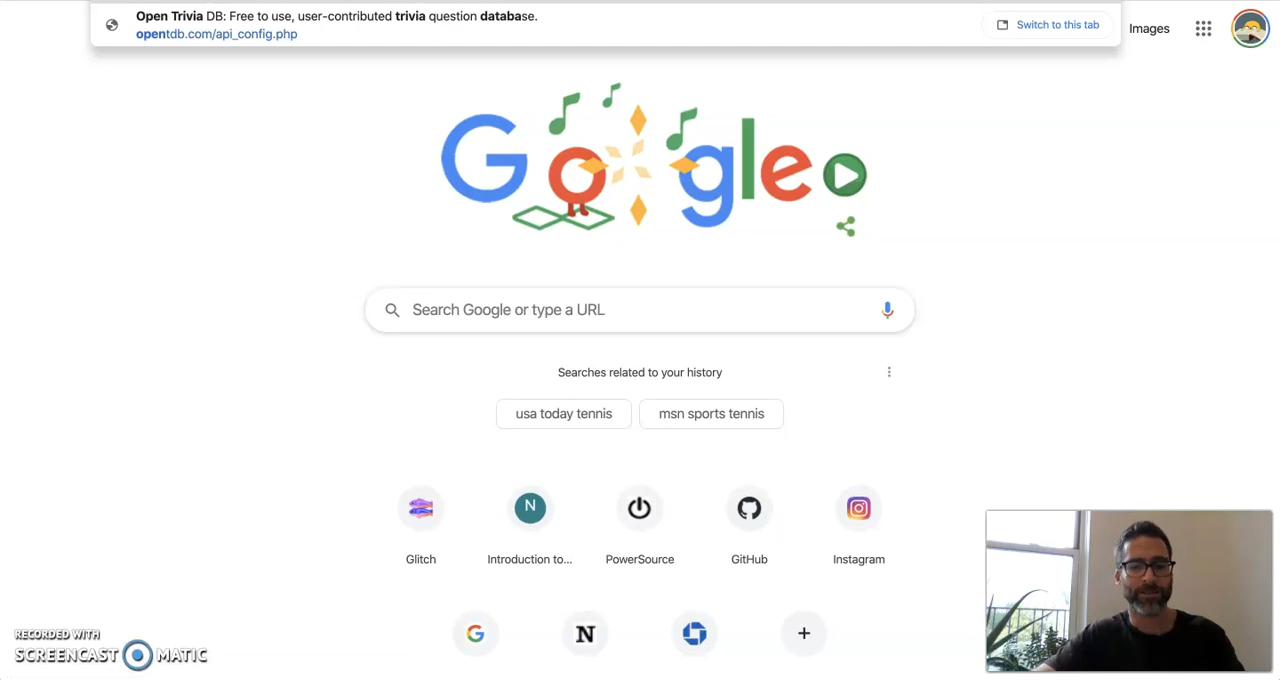 Open Trivia DB: Free to use, user-contributed trivia question database.
opentdb.com/api_config.php
Switch to this tab
Images
Google
Search Google or type a URL
Searches related to your history
usa today tennis
msn sports tennis
N
Glitch
Introduction to...
PowerSource
GitHub
Instagram
G
N
RECORDED WITH
SCREENCAST MATIC